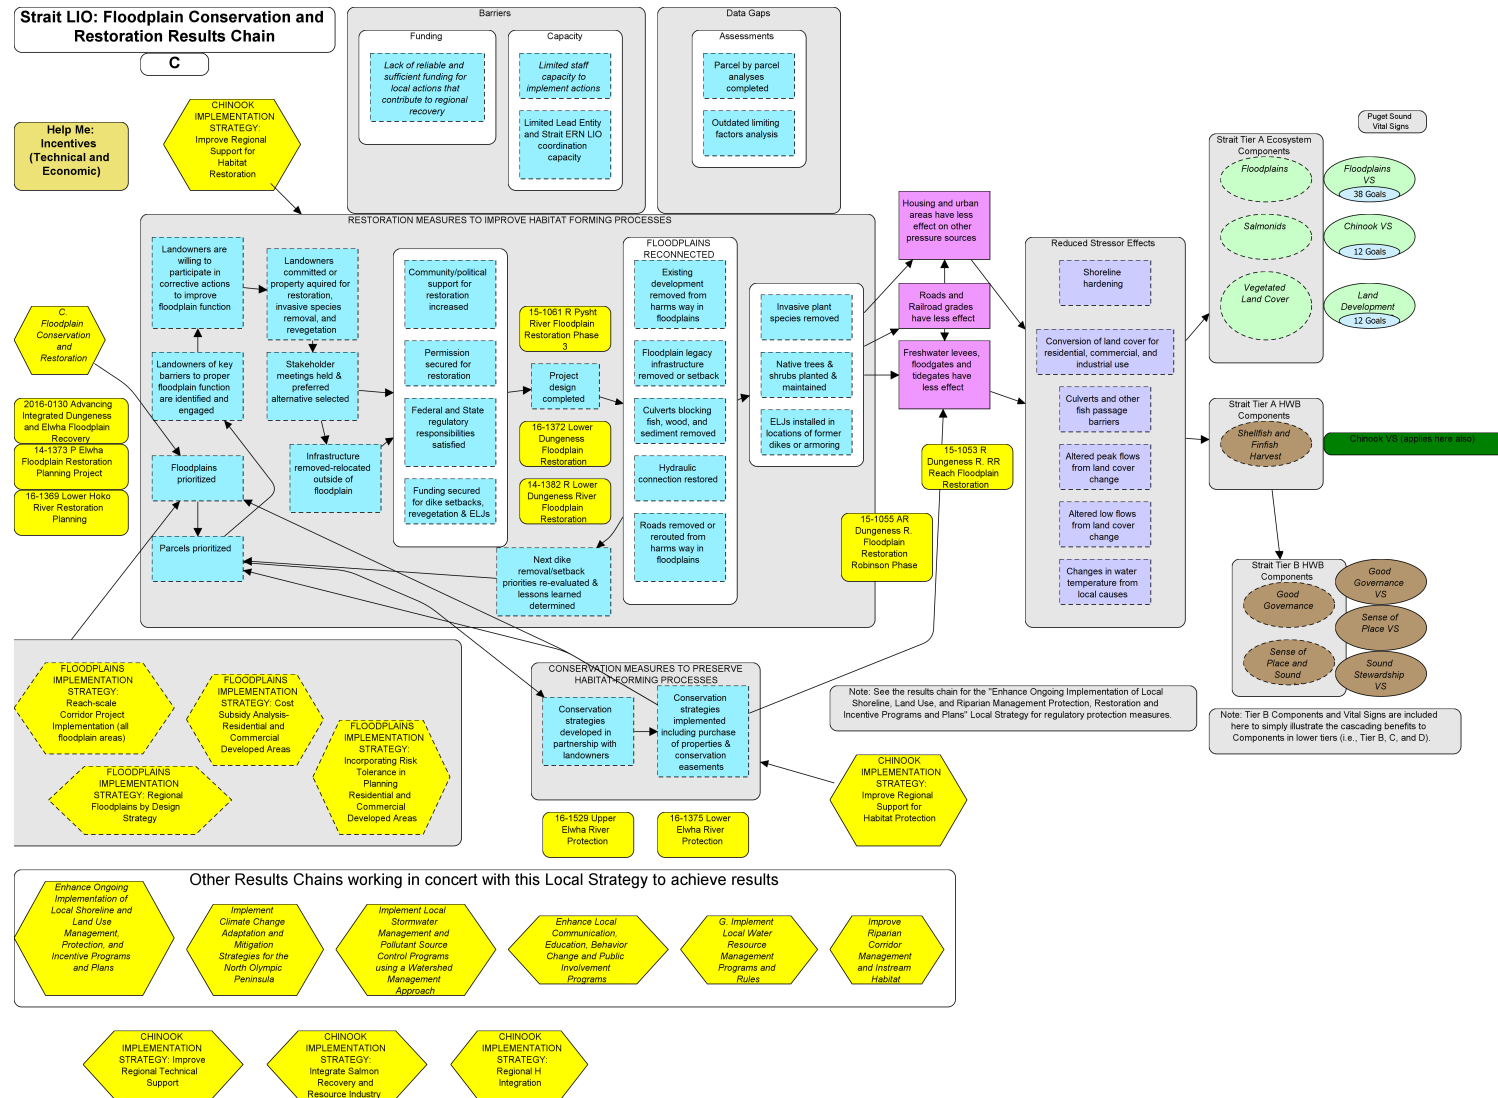 Strait LIO: Floodplain Conservation and
Restoration Results Chain
C
Help Me:
Incentives
(Technical and
Economic)
CHINOOK
IMPLEMENTATION
STRATEGY:
Improve Regional
Support for
Habitat
Restoration
Barriers
Funding
Lack of reliable and
sufficient funding for
local actions that
contribute to regional
recovery
Capacity
Limited staff
capacity to
implement actions
Limited Lead Entity
and Strait ERN LIO
coordination
capacity
Data Gaps
Assessments
Parcel by parcel
analyses
completed
Outdated limiting
factors analysis
Puget Sound
Vital Signs
Strait Tier A Ecosystem
Components
Floodplains
Salmonids
Vegetated
Land Cover
Floodplains
VS
38 Goals
Chinook VS
12 Goals
Land
Development
12 Goals
C.
Floodplain
Conservation
and
Restoration
2016-0130 Advancing
Integrated Dungeness
and Elwha Floodplain
Recovery
14-1373 P Elwha
Floodplain Restoration
Planning Project
16-1369 Lower Hoko
River Restoration
Planning
RESTORATION MEASURES TO IMPROVE HABITAT FORMING PROCESSES
Landowners are
willing to
participate in
corrective actions
to improve
floodplain function
Landowners of key
barriers to proper
floodplain function
are identified and
engaged
Floodplains
prioritized
Parcels prioritized
Landowners
committed or
property aquired for
restoration,
invasive species
removal, and
revegetation
Stakeholder
meetings held &
preferred
alternative selected
Infrastructure
removed-relocated
outside of
floodplain
Community/political
support for
restoration
increased
Permission
secured for
restoration
Federal and State
regulatory
responsibilities
satisfied
Funding secured
for dike setbacks,
revegetation & ELJs
15-1061 R Pysht
River Floodplain
Restoration Phase
3
Project
design
completed
16-1372 Lower
Dungeness
Floodplain
Restoration
14-1382 R Lower
Dungeness River
Floodplain
Restoration
Next dike
removal/setback
priorities re-evaluated &
lessons learned
determined
FLOODPLAINS
RECONNECTED
Existing
development
removed from
harms way in
floodplains
Floodplain legacy
infrastructure
removed or setback
Culverts blocking
fish, wood, and
sediment removed
Hydraulic
connection restored
Roads removed or
rerouted from
harms way in
floodplains
Invasive plant
species removed
Native trees &
shrubs planted &
maintained
ELJs installed in
locations of former
dikes or armoring
Housing and urban
areas have less
effect on other
pressure sources
Roads and
Railroad grades
have less effect
Freshwater levees,
floodgates and
tidegates have
less effect
15-1053 R
Dungeness R. RR
Reach Floodplain
Restoration
15-1055 AR
Dungeness R.
Floodplain
Restoration
Robinson Phase
Reduced Stressor Effects
Shoreline
hardening
Conversion of land cover for
residential, commercial, and
industrial use
Culverts and other
fish passage
barriers
Altered peak flows
from land cover
change
Altered low flows
from land cover
change
Changes in water
temperature from
local causes
Strait Tier A HWB
Components
Shellfish and
Finfish
Harvest
Chinook VS (applies here also)
Strait Tier B HWB
Components
Good
Governance
Sense of
Place and
Sound
Good
Governance
VS
Sense of
Place VS
Sound
Stewardship
VS
Note: Tier B Components and Vital Signs are included
here to simply illustrate the cascading benefits to
Components in lower tiers (i.e., Tier B, C, and D).
FLOODPLAINS
IMPLEMENTATION
STRATEGY:
Reach-scale
Corridor Project
Implementation (all
floodplain areas)
FLOODPLAINS
IMPLEMENTATION
STRATEGY: Cost
Subsidy Analysis-
Residential and
Commercial
Developed Areas
FLOODPLAINS
IMPLEMENTATION
STRATEGY:
Incorporating Risk
Tolerance in
Planning
Residential and
Commercial
Developed Areas
FLOODPLAINS
IMPLEMENTATION
STRATEGY: Regional
Floodplains by Design
Strategy
CONSERVATION MEASURES TO PRESERVE
HABITAT-FORMING PROCESSES
Conservation
strategies
developed in
partnership with
landowners
Conservation
strategies
implemented
including purchase
of properties &
conservation
easements
16-1529 Upper
Elwha River
Protection
16-1375 Lower
Elwha River
Protection
Note: See the results chain for the "Enhance Ongoing Implementation of Local
Shoreline, Land Use, and Riparian Management Protection, Restoration and
Incentive Programs and Plans" Local Strategy for regulatory protection measures.
CHINOOK
IMPLEMENTATION
STRATEGY:
Improve Regional
Support for
Habitat Protection
Other Results Chains working in concert with this Local Strategy to achieve results
Enhance Ongoing
Implementation of
Local Shoreline and
Land Use
Management,
Protection, and
Incentive Programs
and Plans
Implement
Climate Change
Adaptation and
Mitigation
Strategies for the
North Olympic
Peninsula
Implement Local
Stormwater
Management and
Pollutant Source
Control Programs
using a Watershed
Management
Approach
Enhance Local
Communication,
Education, Behavior
Change and Public
Involvement
Programs
G. Implement
Local Water
Resource
Management
Programs and
Rules
Improve
Riparian
Corridor
Management
and Instream
Habitat
CHINOOK
IMPLEMENTATION
STRATEGY: Improve
Regional Technical
Support
CHINOOK
IMPLEMENTATION
STRATEGY:
Integrate Salmon
Recovery and
Resource Industry
CHINOOK
IMPLEMENTATION
STRATEGY:
Regional H
Integration